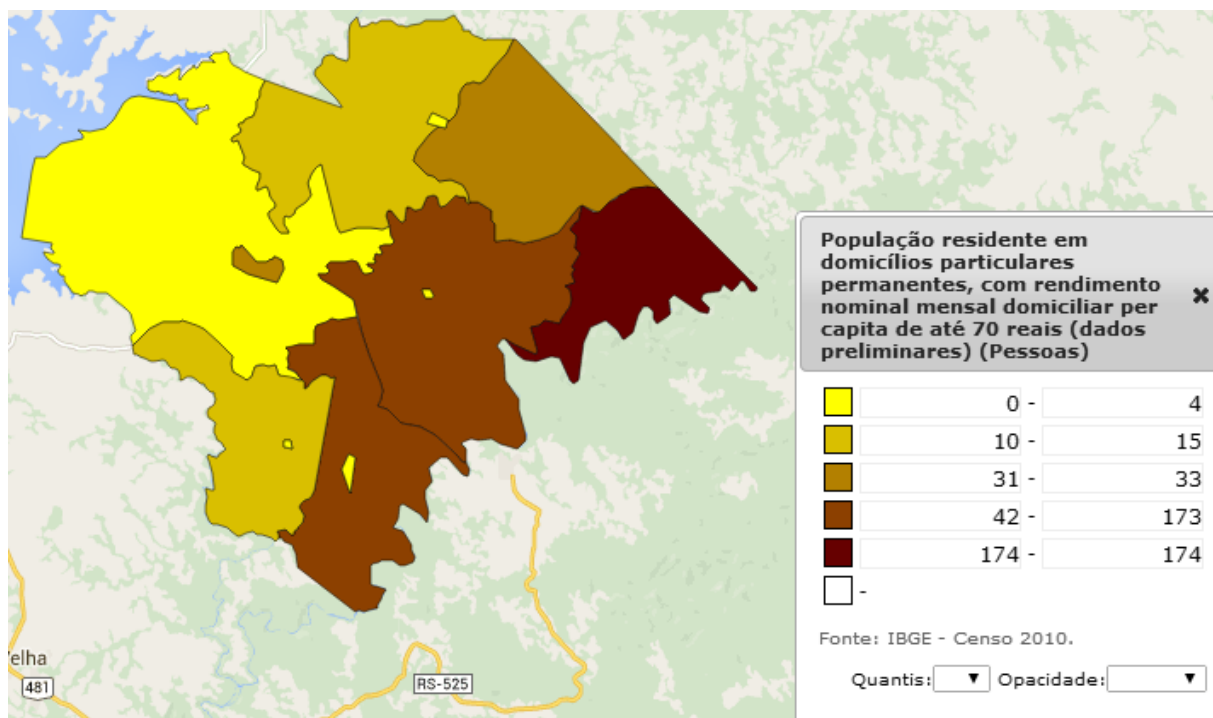 População residente em
domicílios particulares
permanentes, com rendimento
nominal mensal domiciliar per
capita de até 70 reais (dados
preliminares) (Pessoas)
0 - 4
10 - 15
31 - 33
42 - 173
174 - 174
-
Fonte: IBGE - Censo 2010.
Quantis: Opacidade:
elha
481
RS-525